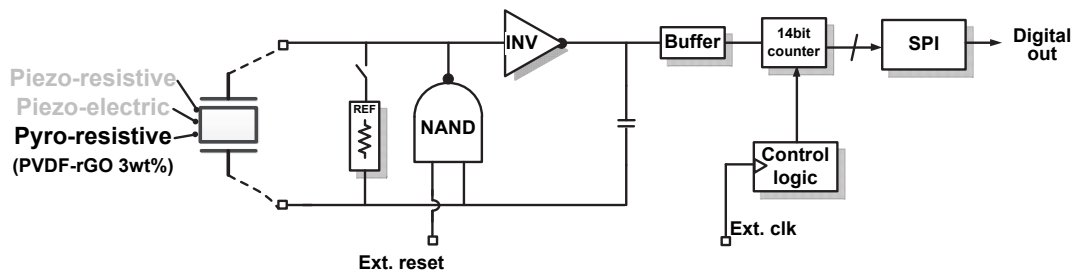 Piezo-resistive
Piezo-electric
Pyro-resistive
(PVDF-rGO 3wt%)
REF
NAND
Ext. reset
INV
Buffer
14bit
counter
SPI
Digital
out
Control
logic
Ext. clk